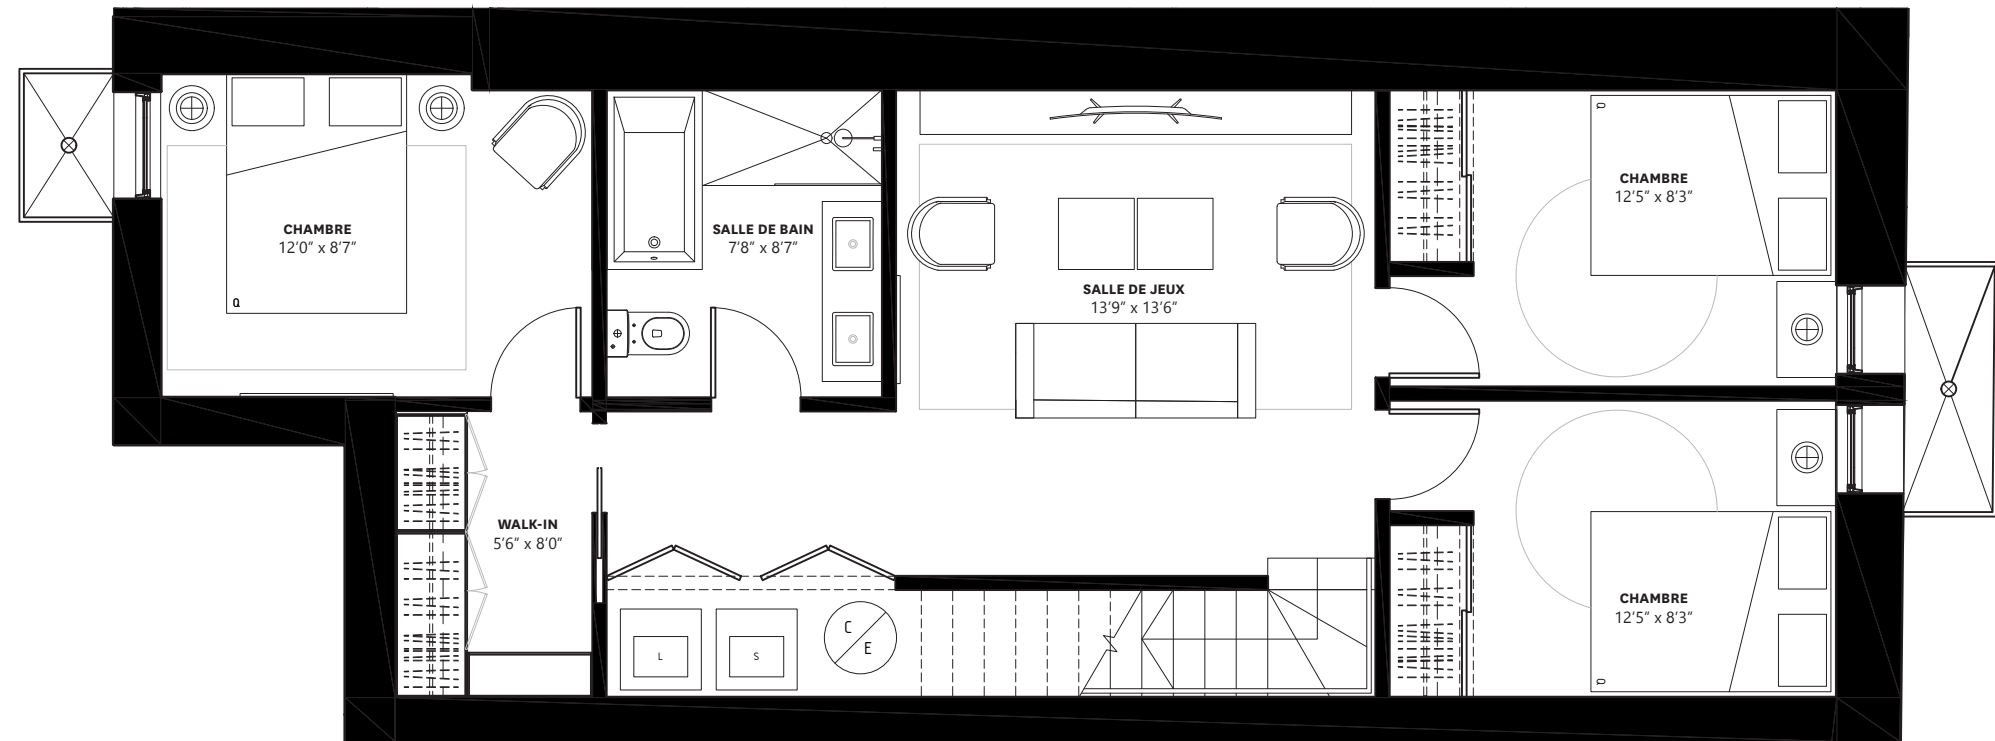 CHAMBRE
12'0" x 8'7"
Q
SALLE DE BAIN
7'8" x 8'7"
SALLE DE JEUX
13'9" x 13'6"
CHAMBRE
12'5" x 8'3"
Q
WALK-IN
5'6" x 8'0"
L
S
C
E
CHAMBRE
12'5" x 8'3"
Q